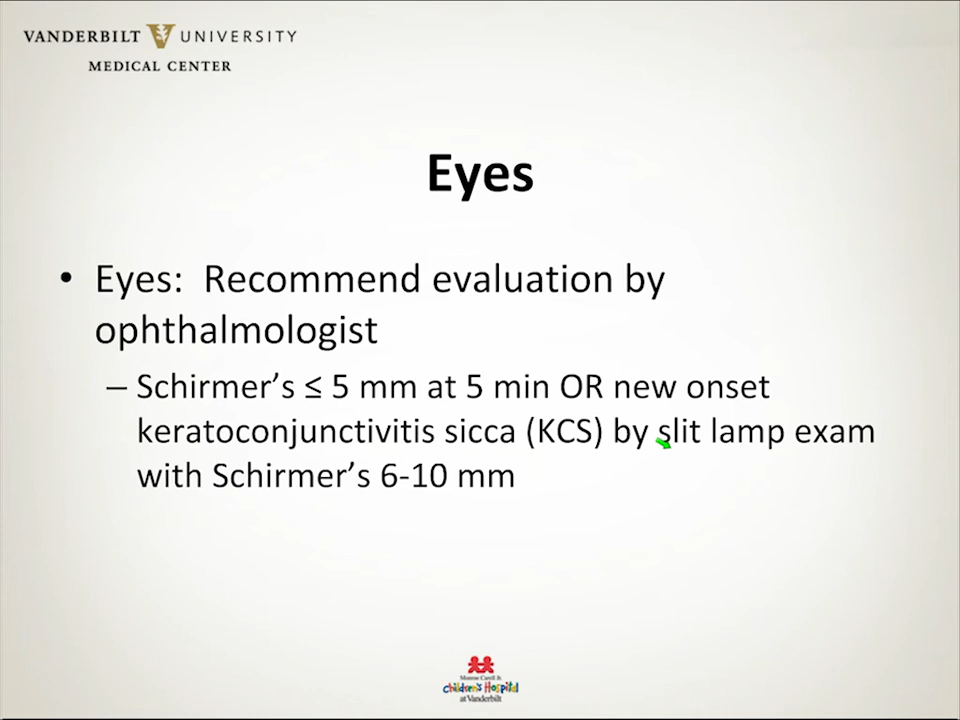 VANDERBILT UNIVERSITY
MEDICAL CENTER
Eyes
• Eyes: Recommend evaluation by
ophthalmologist
– Schirmer’s ≤ 5 mm at 5 min OR new onset
keratoconjunctivitis sicca (KCS) by slit lamp exam
with Schirmer’s 6-10 mm
Monroe Carell Jr.
Children's Hospital
at Vanderbilt